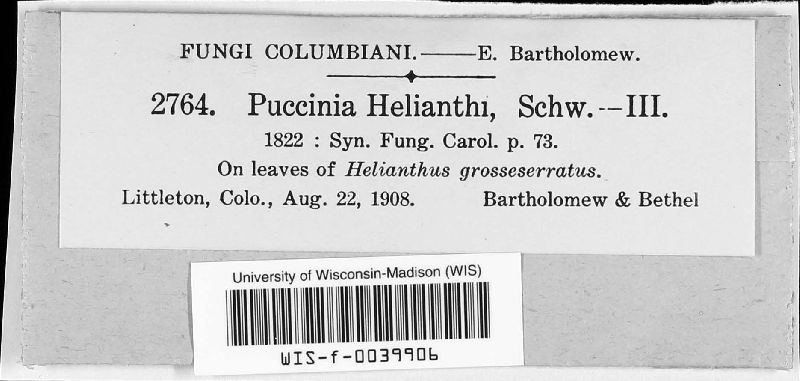 FUNGI COLUMBIANI.——E. Bartholomew.
2764. Puccinia Helianthi, Schw.--III.
1822 : Syn. Fung. Carol. p. 73.
On leaves of Helianthus grosseserratus.
Littleton, Colo., Aug. 22, 1908. Bartholomew & Bethel
University of Wisconsin-Madison (WIS)
WIS-f-0039906